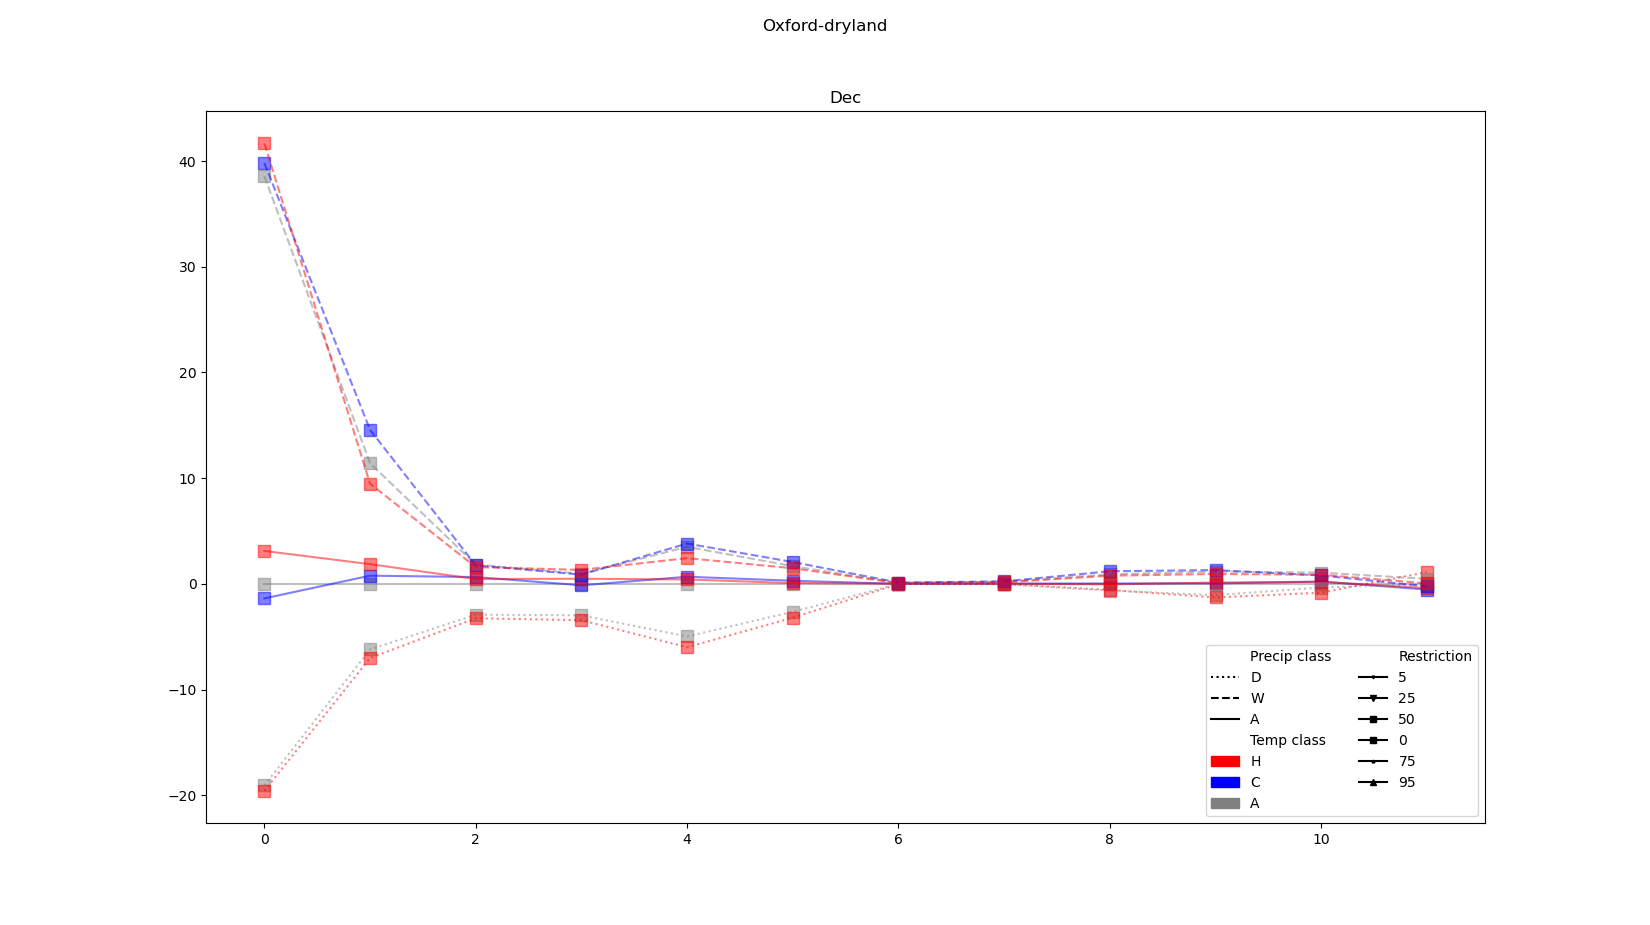 Oxford-dryland
Dec
40
30
20
10
0
−10
−20
0 2 4 6 8 10
Precip class
D
W
A
Temp class
H
C
A
Restriction
5
25
50
0
75
95